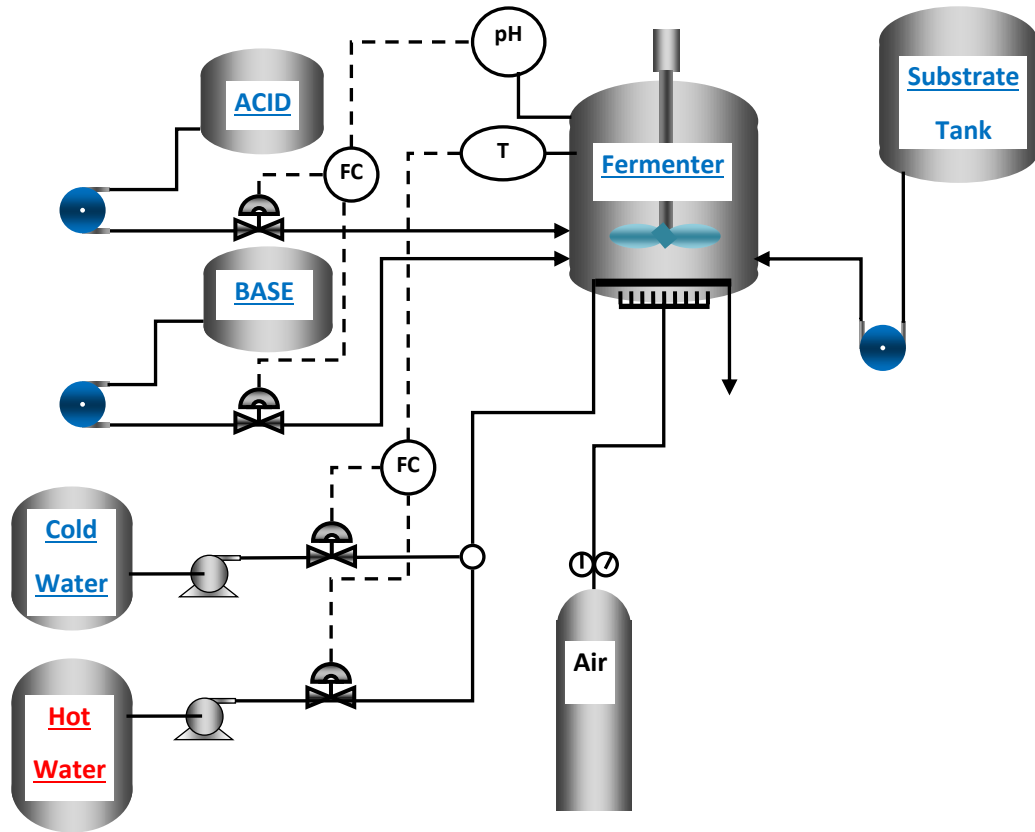 pH
ACID
Substrate
Tank
T
FC
Fermenter
BASE
FC
Cold
Water
Air
Hot
Water